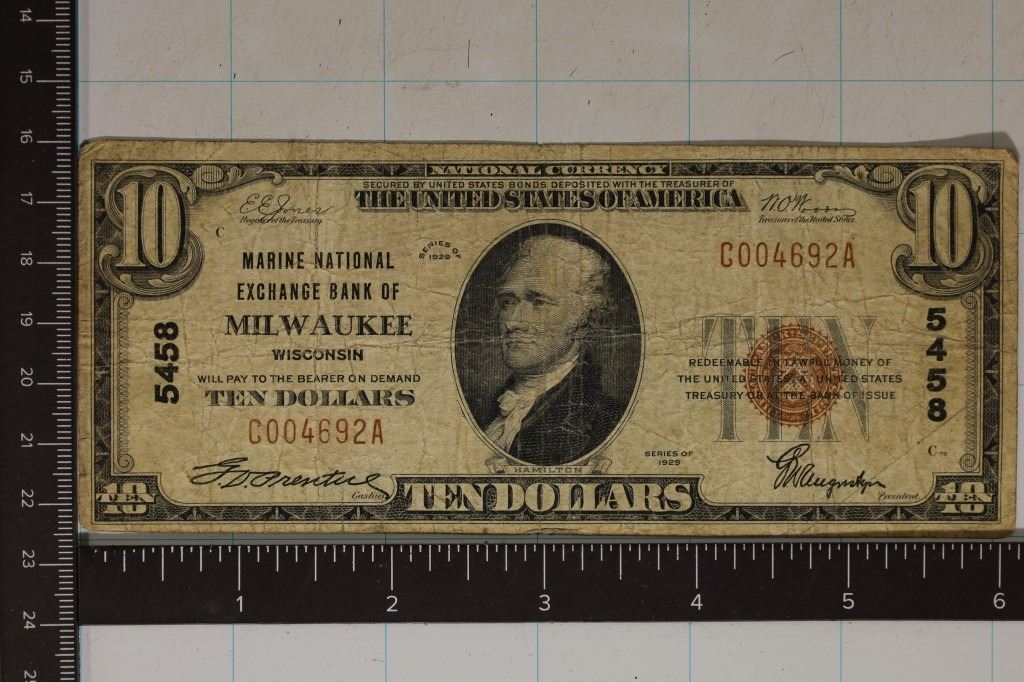 NATIONAL CURRENCY
SECURED BY UNITED STATES BONDS DEPOSITED WITH THE TREASURER OF
THE UNITED STATES OF AMERICA
10
10
E.E. Jones
Register of the Treasury
Treasurer of the United States
C
SERIES OF
1929
C004692A
MARINE NATIONAL
EXCHANGE BANK OF
MILWAUKEE
WISCONSIN
WILL PAY TO THE BEARER ON DEMAND
TEN DOLLARS
C004692A
5458
5458
TEN
REDEEMABLE IN LAWFUL MONEY OF
THE UNITED STATES AT UNITED STATES
TREASURY OR AT THE BANK OF ISSUE
SERIES OF
1929
C
HAMILTON
Cashier
President
TEN
10
TEN DOLLARS
TEN
10
14
15
16
17
18
19
20
21
22
23
24
1 2 3 4 5 6